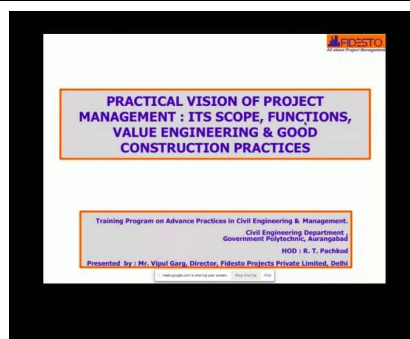 FIDESTO
All about Project Management
PRACTICAL VISION OF PROJECT
MANAGEMENT : ITS SCOPE, FUNCTIONS,
VALUE ENGINEERING & GOOD
CONSTRUCTION PRACTICES
Training Program on Advance Practices in Civil Engineering & Management.
Civil Engineering Department ,
Government Polytechnic, Aurangabad
HOD : R. T. Pachkod
Presented by : Mr. Vipul Garg, Director, Fidesto Projects Private Limited, Delhi
meet.google.com is sharing your screen. Stop sharing Hide